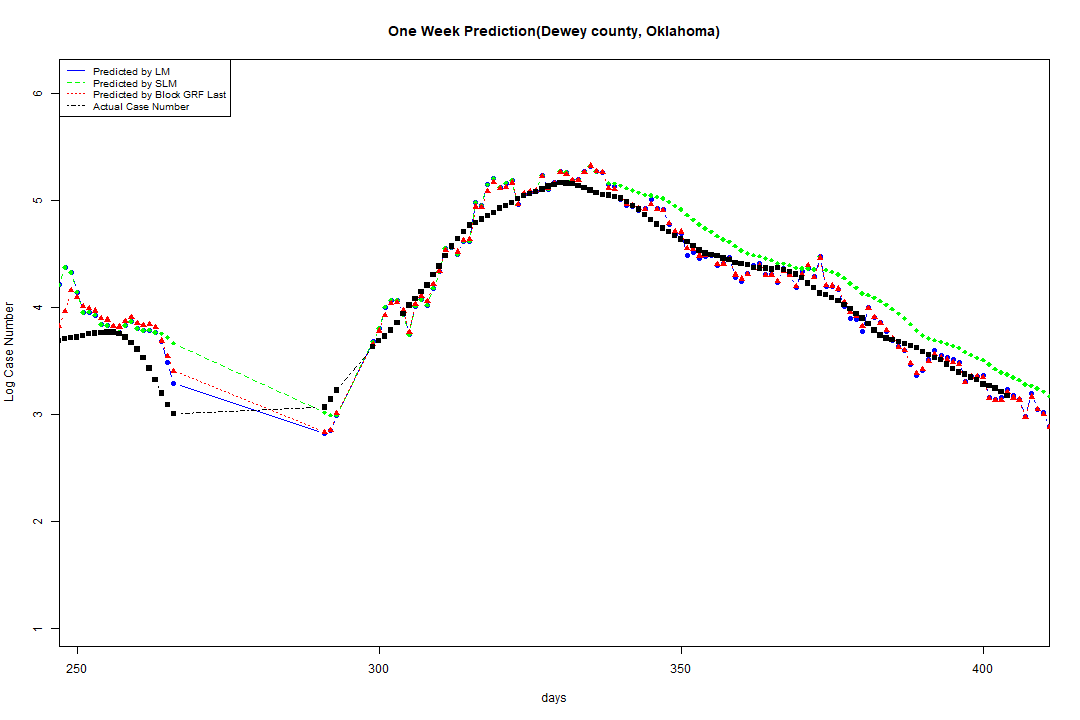 One Week Prediction(Dewey county, Oklahoma)
Predicted by LM
Predicted by SLM
Predicted by Block GRF Last
Actual Case Number
6
5
4
3
2
1
Log Case Number
250 300 350 400
days